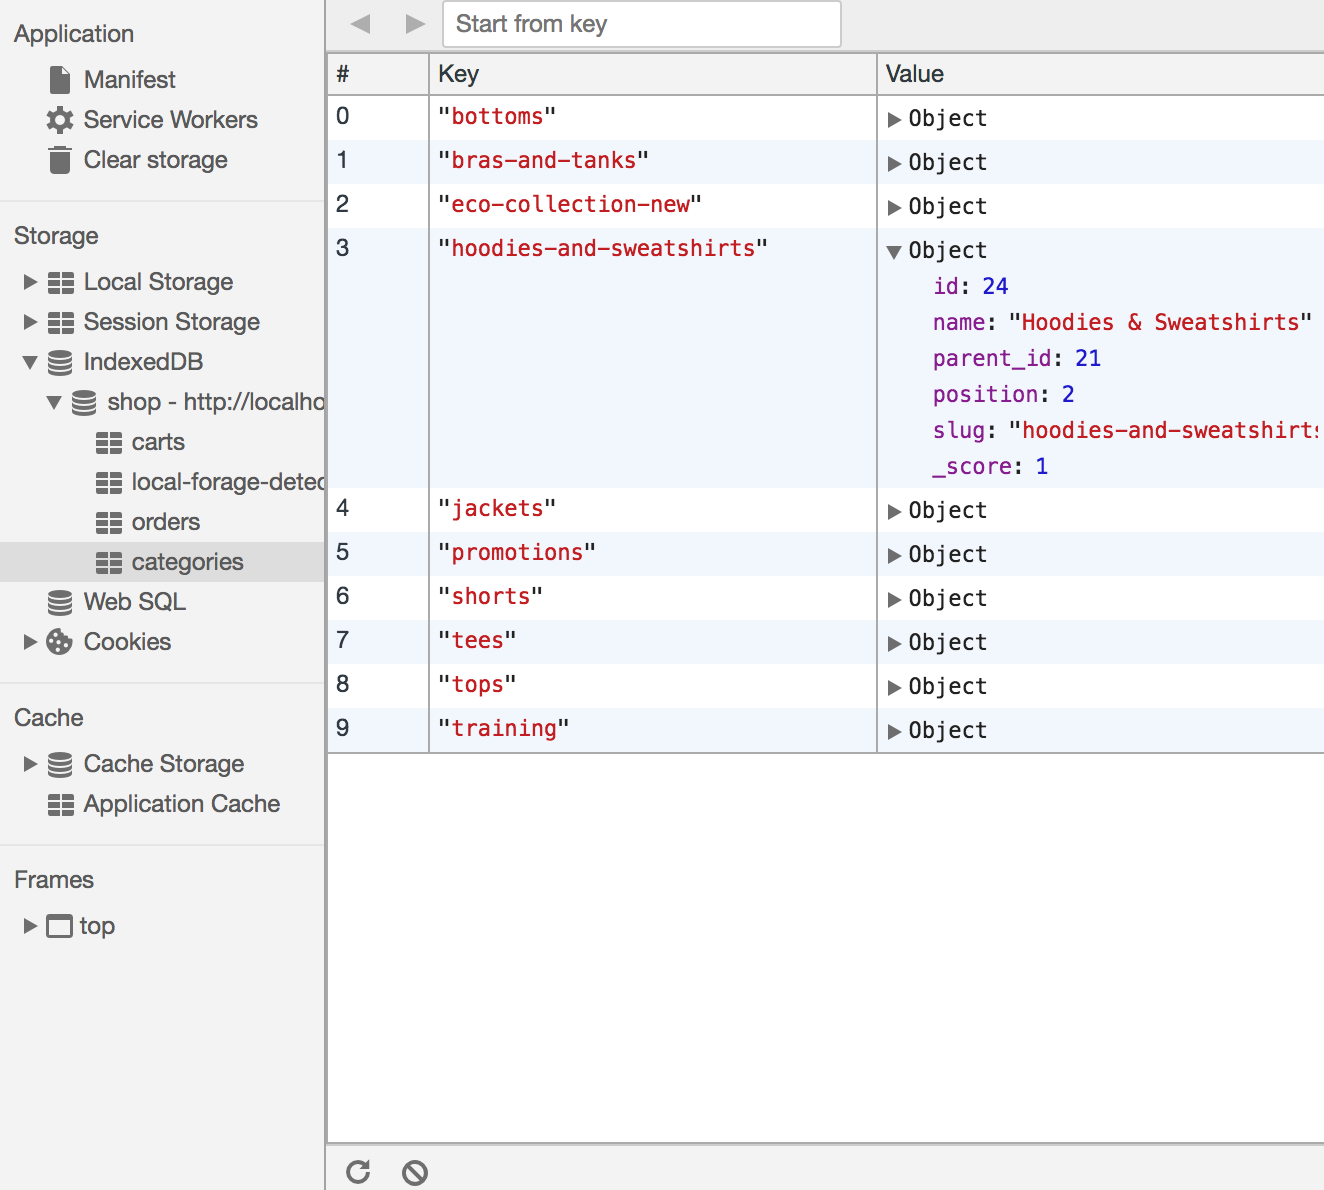 Application
Manifest
Service Workers
Clear storage
Storage
Local Storage
Session Storage
IndexedDB
shop - http://localho
carts
local-forage-detec
orders
categories
Web SQL
Cookies
Cache
Cache Storage
Application Cache
Frames
top
Start from key
# Key Value
0 "bottoms" Object
1 "bras-and-tanks" Object
2 "eco-collection-new" Object
3 "hoodies-and-sweatshirts" Object
id: 24
name: "Hoodies & Sweatshirts"
parent_id: 21
position: 2
slug: "hoodies-and-sweatshirts
_score: 1
4 "jackets" Object
5 "promotions" Object
6 "shorts" Object
7 "tees" Object
8 "tops" Object
9 "training" Object